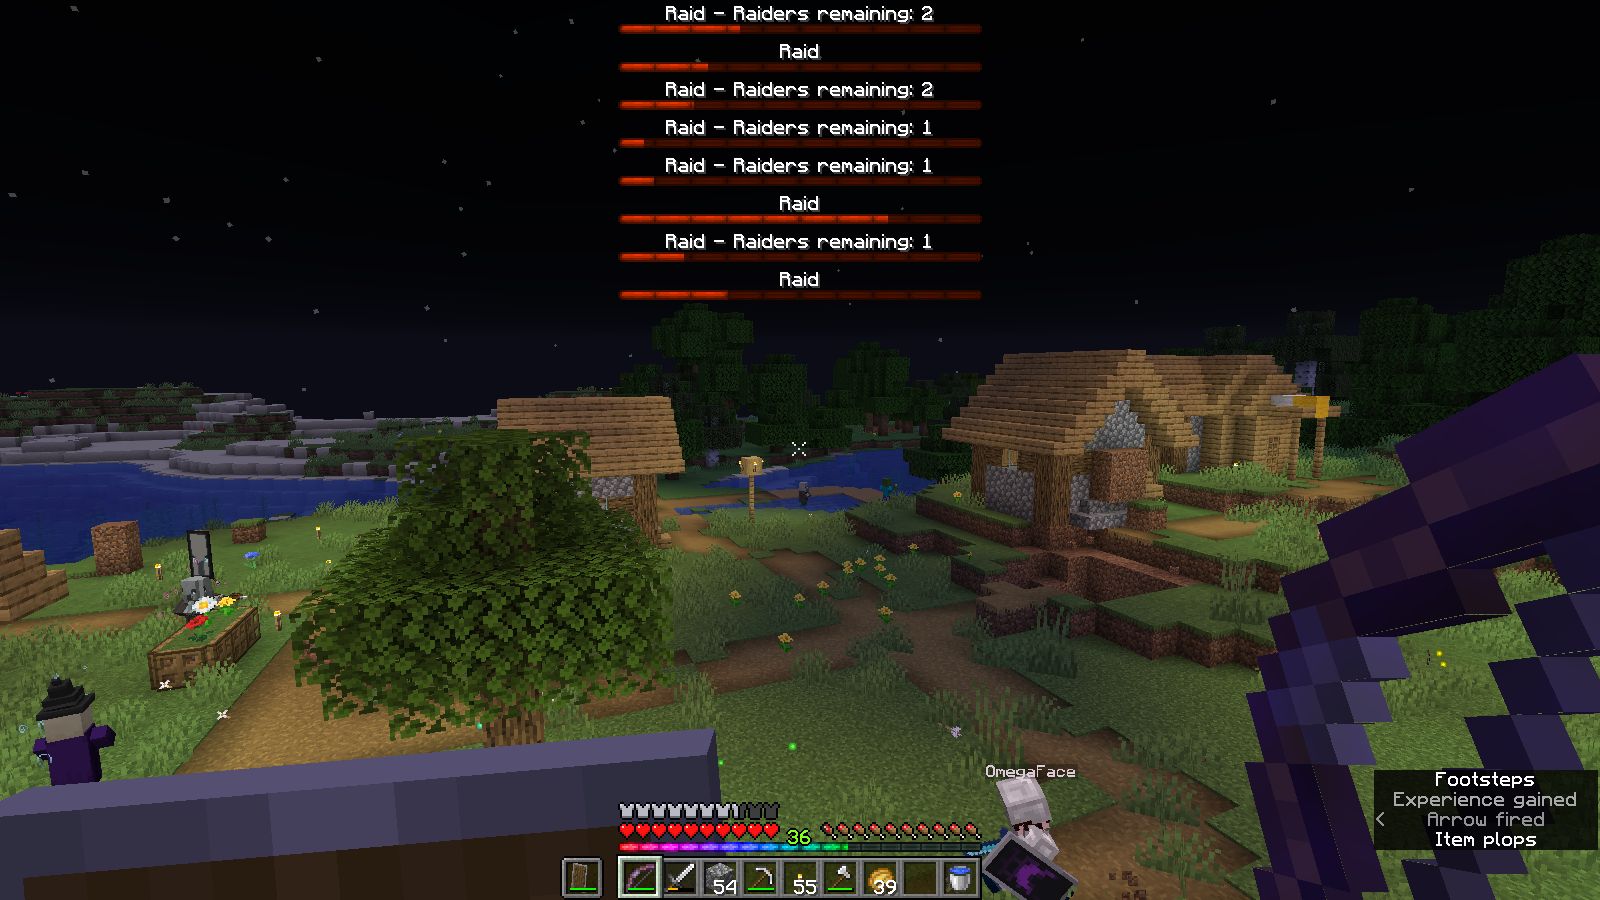 Raid - Raiders remaining: 2
Raid
Raid - Raiders remaining: 2
Raid - Raiders remaining: 1
Raid - Raiders remaining: 1
Raid
Raid - Raiders remaining: 1
Raid
OmegaFace
Footsteps
Experience gained
< Arrow fired
Item plops
36
54
55
39